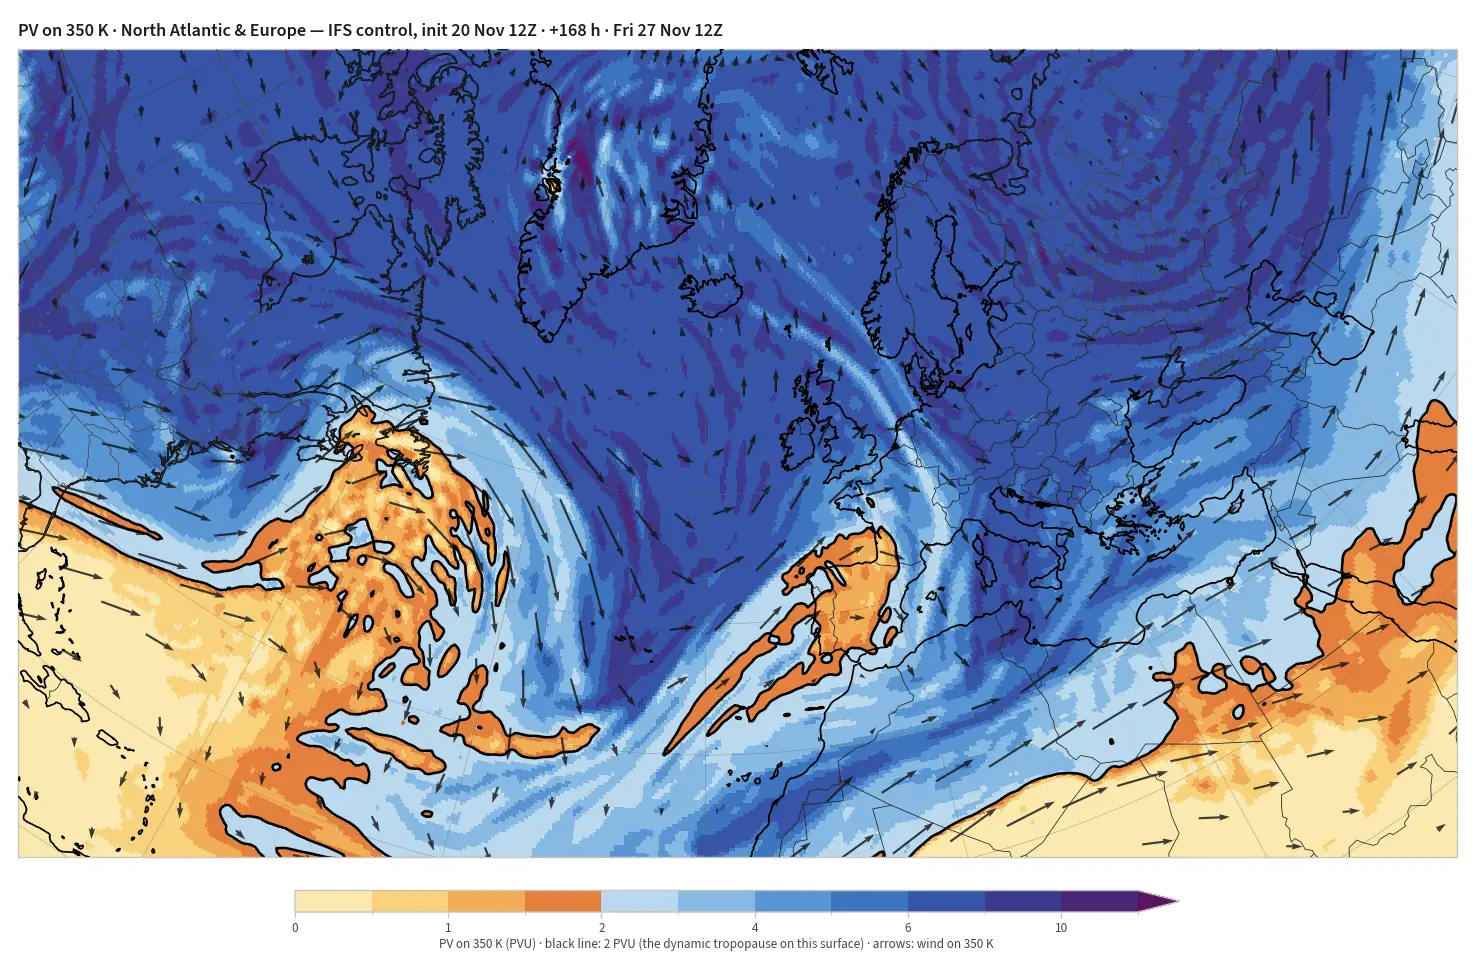 PV on 350 K · North Atlantic & Europe — IFS control, init 20 Nov 12Z · +168 h · Fri 27 Nov 12Z
0 1 2 4 6 10
PV on 350 K (PVU) · black line: 2 PVU (the dynamic tropopause on this surface) · arrows: wind on 350 K